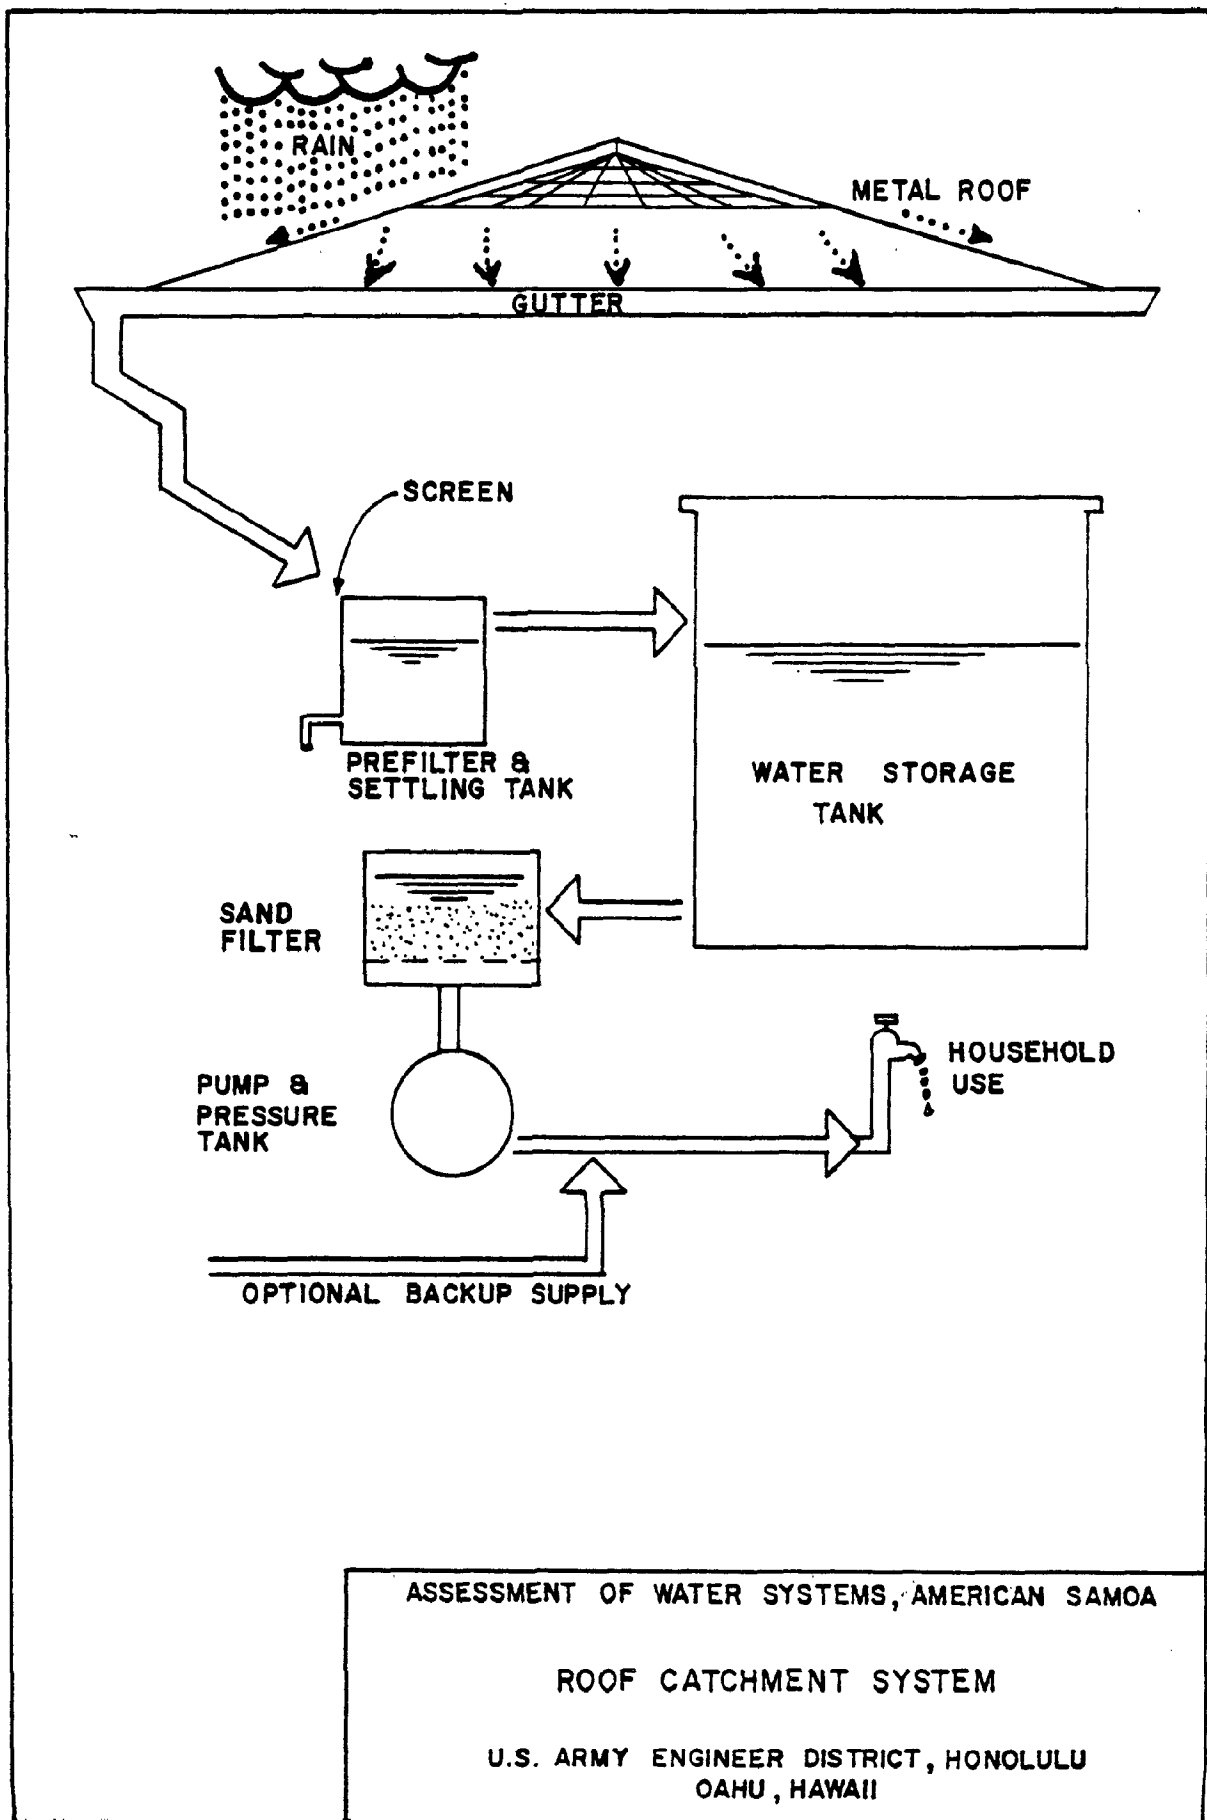 RAIN
METAL ROOF
GUTTER
SCREEN
PREFILTER &
SETTLING TANK
WATER STORAGE
TANK
SAND
FILTER
HOUSEHOLD
USE
PUMP &
PRESSURE
TANK
OPTIONAL BACKUP SUPPLY
ASSESSMENT OF WATER SYSTEMS, AMERICAN SAMOA
ROOF CATCHMENT SYSTEM
U.S. ARMY ENGINEER DISTRICT, HONOLULU
OAHU, HAWAII